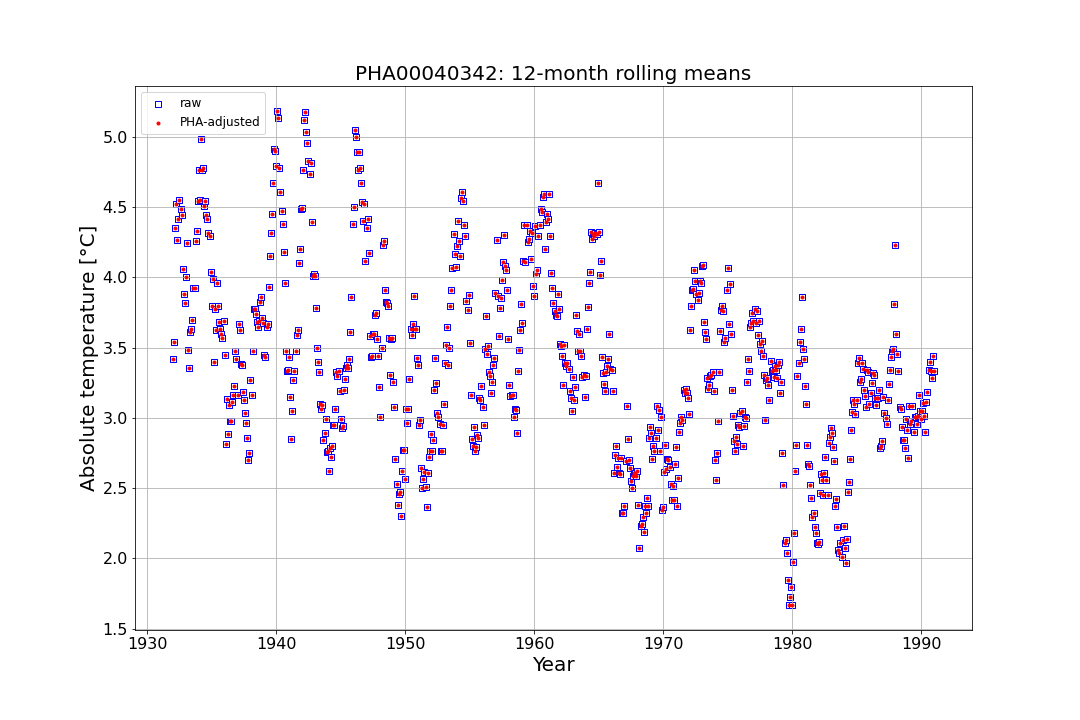 PHA00040342: 12-month rolling means
raw
PHA-adjusted
Absolute temperature [°C]
5.0
4.5
4.0
3.5
3.0
2.5
2.0
1.5
1930 1940 1950 1960 1970 1980 1990
Year